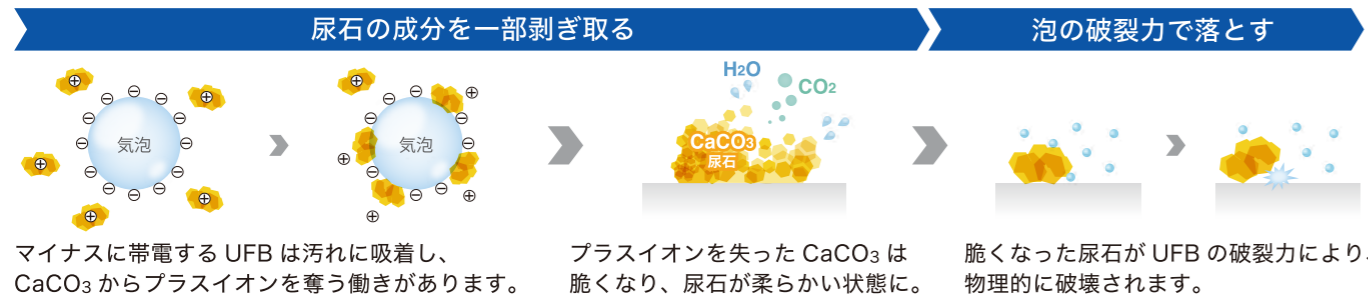 尿石の成分を一部剥ぎ取る
泡の破裂力で落とす
気泡
気泡
H2O
CO2
CaCO3
尿石
マイナスに帯電する UFB は汚れに吸着し、
CaCO3 からプラスイオンを奪う働きがあります。
プラスイオンを失った CaCO3 は
脆くなり、尿石が柔らかい状態に。
脆くなった尿石が UFB の破裂力により、
物理的に破壊されます。